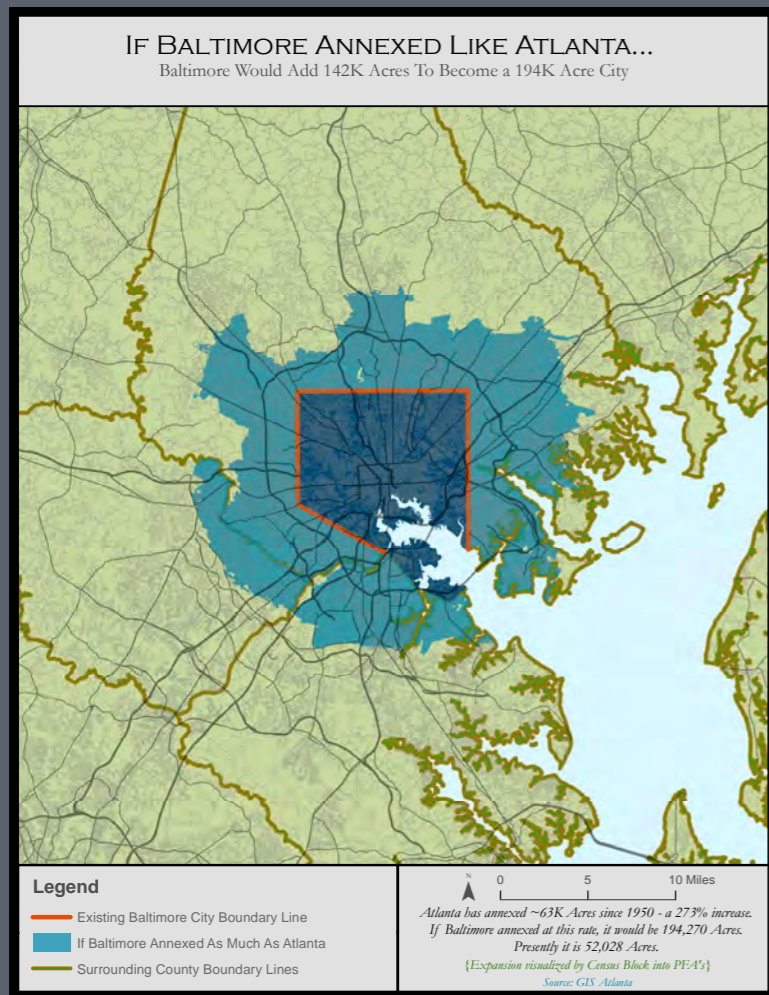 IF BALTIMORE ANNEXED LIKE ATLANTA...
Baltimore Would Add 142K Acres To Become a 194K Acre City
Legend
Existing Baltimore City Boundary Line
If Baltimore Annexed As Much As Atlanta
Surrounding County Boundary Lines
N
0 5 10 Miles
Atlanta has annexed ~63K Acres since 1950 - a 273% increase.
If Baltimore annexed at this rate, it would be 194,270 Acres.
Presently it is 52,028 Acres.
{Expansion visualized by Census Block into PEA's}
Source: GIS Atlanta